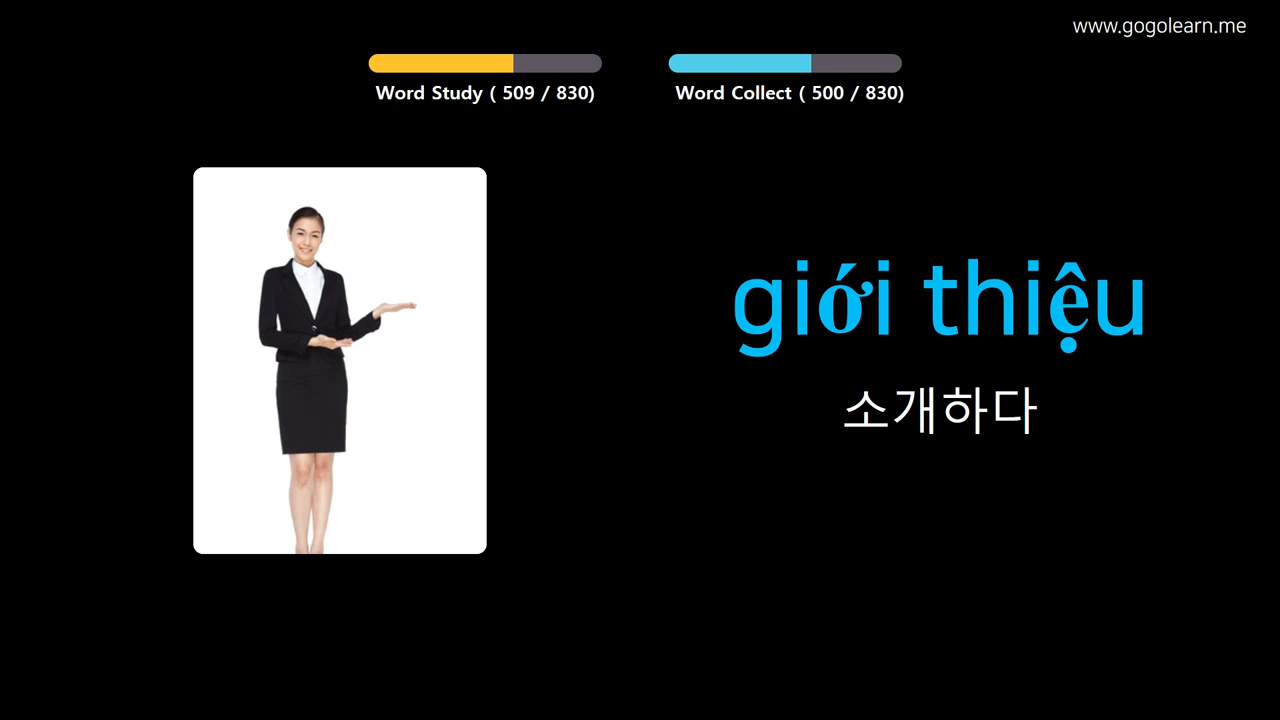 www.gogolearn.me
Word Study ( 509 / 830)
Word Collect ( 500 / 830)
giới thiệu
소개하다